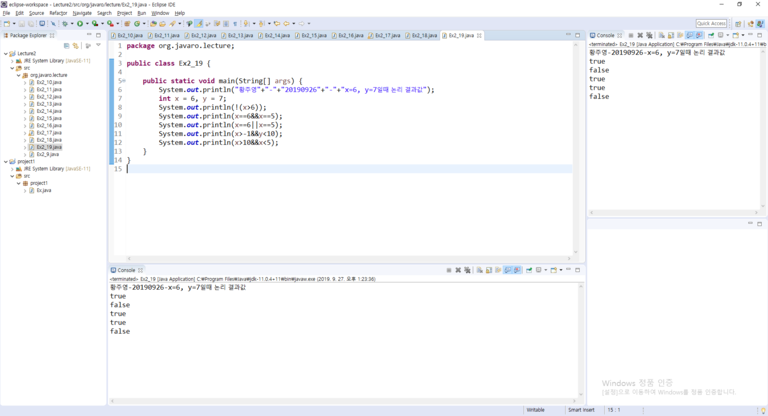 eclipse-workspace - Lecture2/src/org/javaro/lecture/Ex2_19.java - Eclipse IDE
File Edit Source Refactor Navigate Search Project Run Window Help
Quick Access
Package Explorer
Lecture2
JRE System Library [JavaSE-11]
src
org.javaro.lecture
Ex2_10.java
Ex2_11.java
Ex2_12.java
Ex2_13.java
Ex2_14.java
Ex2_15.java
Ex2_16.java
Ex2_17.java
Ex2_18.java
Ex2_19.java
Ex2_9.java
project1
JRE System Library [JavaSE-11]
src
project1
Ex.java
Ex2_10.java Ex2_11.java Ex2_12.java Ex2_13.java Ex2_14.java Ex2_15.java Ex2_16.java Ex2_17.java Ex2_18.java Ex2_19.java
1 package org.javaro.lecture;
2
3 public class Ex2_19 {
4
5 public static void main(String[] args) {
6 System.out.println("황주영"+"-"+"20190926"+"-"+"x=6, y=7일때 논리 결과값");
7 int x = 6, y = 7;
8 System.out.println(!(x>6));
9 System.out.println(x==6&&x==5);
10 System.out.println(x==6||x==5);
11 System.out.println(x>-1&&y<10);
12 System.out.println(x>10&&x<5);
13 }
14 }
15
Console
<terminated> Ex2_19 [Java Application] C:₩Program Files₩Java₩jdk-11.0.4+11₩bin₩javaw.exe (2019. 9. 27. 오후 1:23:36)
황주영-20190926-x=6, y=7일때 논리 결과값
true
false
true
true
false
Console
<terminated> Ex2_19 [Java Application] C:₩Program Files₩Java₩jdk-11.0.4+11₩b
황주영-20190926-x=6, y=7일때 논리 결과값
true
false
true
true
false
Windows 정품 인증
[설정]으로 이동하여 Windows를 정품 인증합니다.
Writable Smart Insert 15 : 1